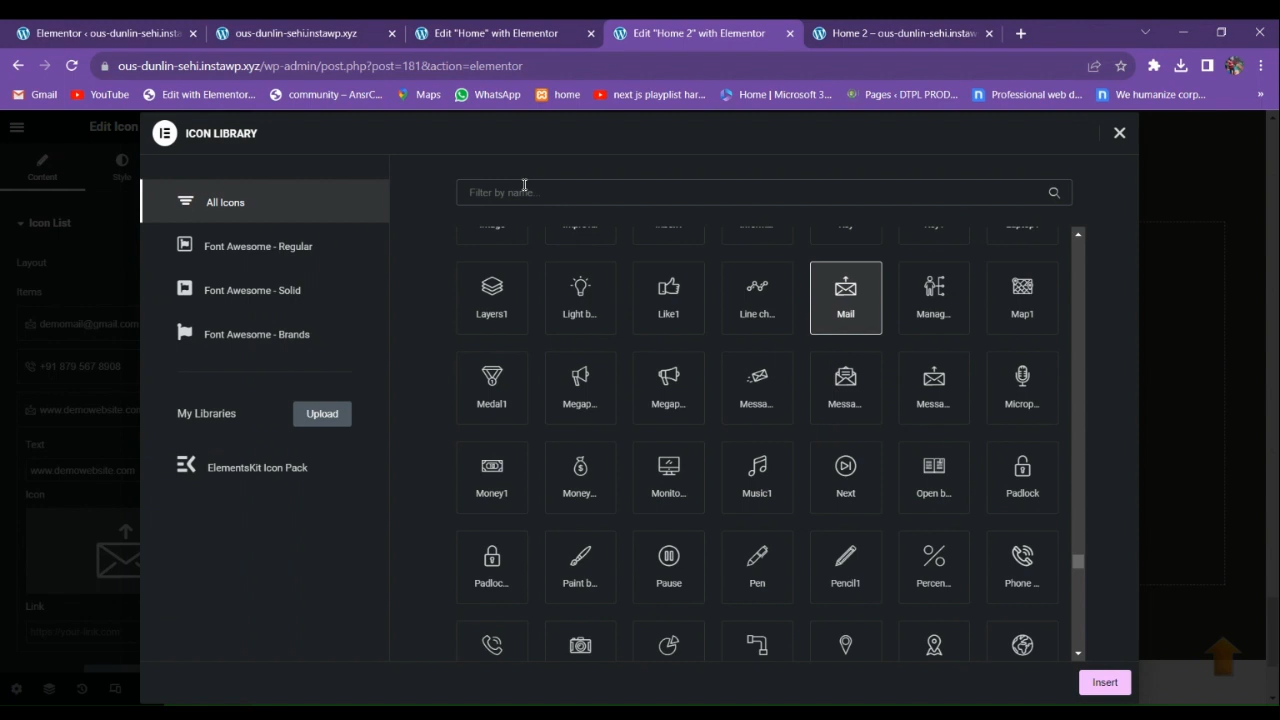 Elementor ‹ ous-dunlin-sehi.insta
ous-dunlin-sehi.instawp.xyz
Edit "Home" with Elementor
Edit "Home 2" with Elementor
Home 2 – ous-dunlin-sehi.instaw
ous-dunlin-sehi.instawp.xyz/wp-admin/post.php?post=181&action=elementor
Gmail
YouTube
Edit with Elementor...
community – AnsrC...
Maps
WhatsApp
home
next js playlist har...
Home | Microsoft 3...
Pages ‹ DTPL PROD...
Professional web d...
We humanize corp...
»
Edit Icon
Content
Style
Icon List
Layout
Items
demomail@gmail.com
+91 879 567 8908
www.demowebsite.com
Text
www.demowebsite.com
Icon
Link
https://your-link.com
ICON LIBRARY
All Icons
Font Awesome - Regular
Font Awesome - Solid
Font Awesome - Brands
My Libraries
Upload
ElementsKit Icon Pack
Filter by name...
Layers1
Light b...
Like1
Line ch...
Mail
Manag...
Map1
Medal1
Megap...
Megap...
Messa...
Messa...
Messa...
Microp...
Money1
Money...
Monito...
Music1
Next
Open b...
Padlock
Padloc...
Paint b...
Pause
Pen
Pencil1
Percen...
Phone ...
Insert